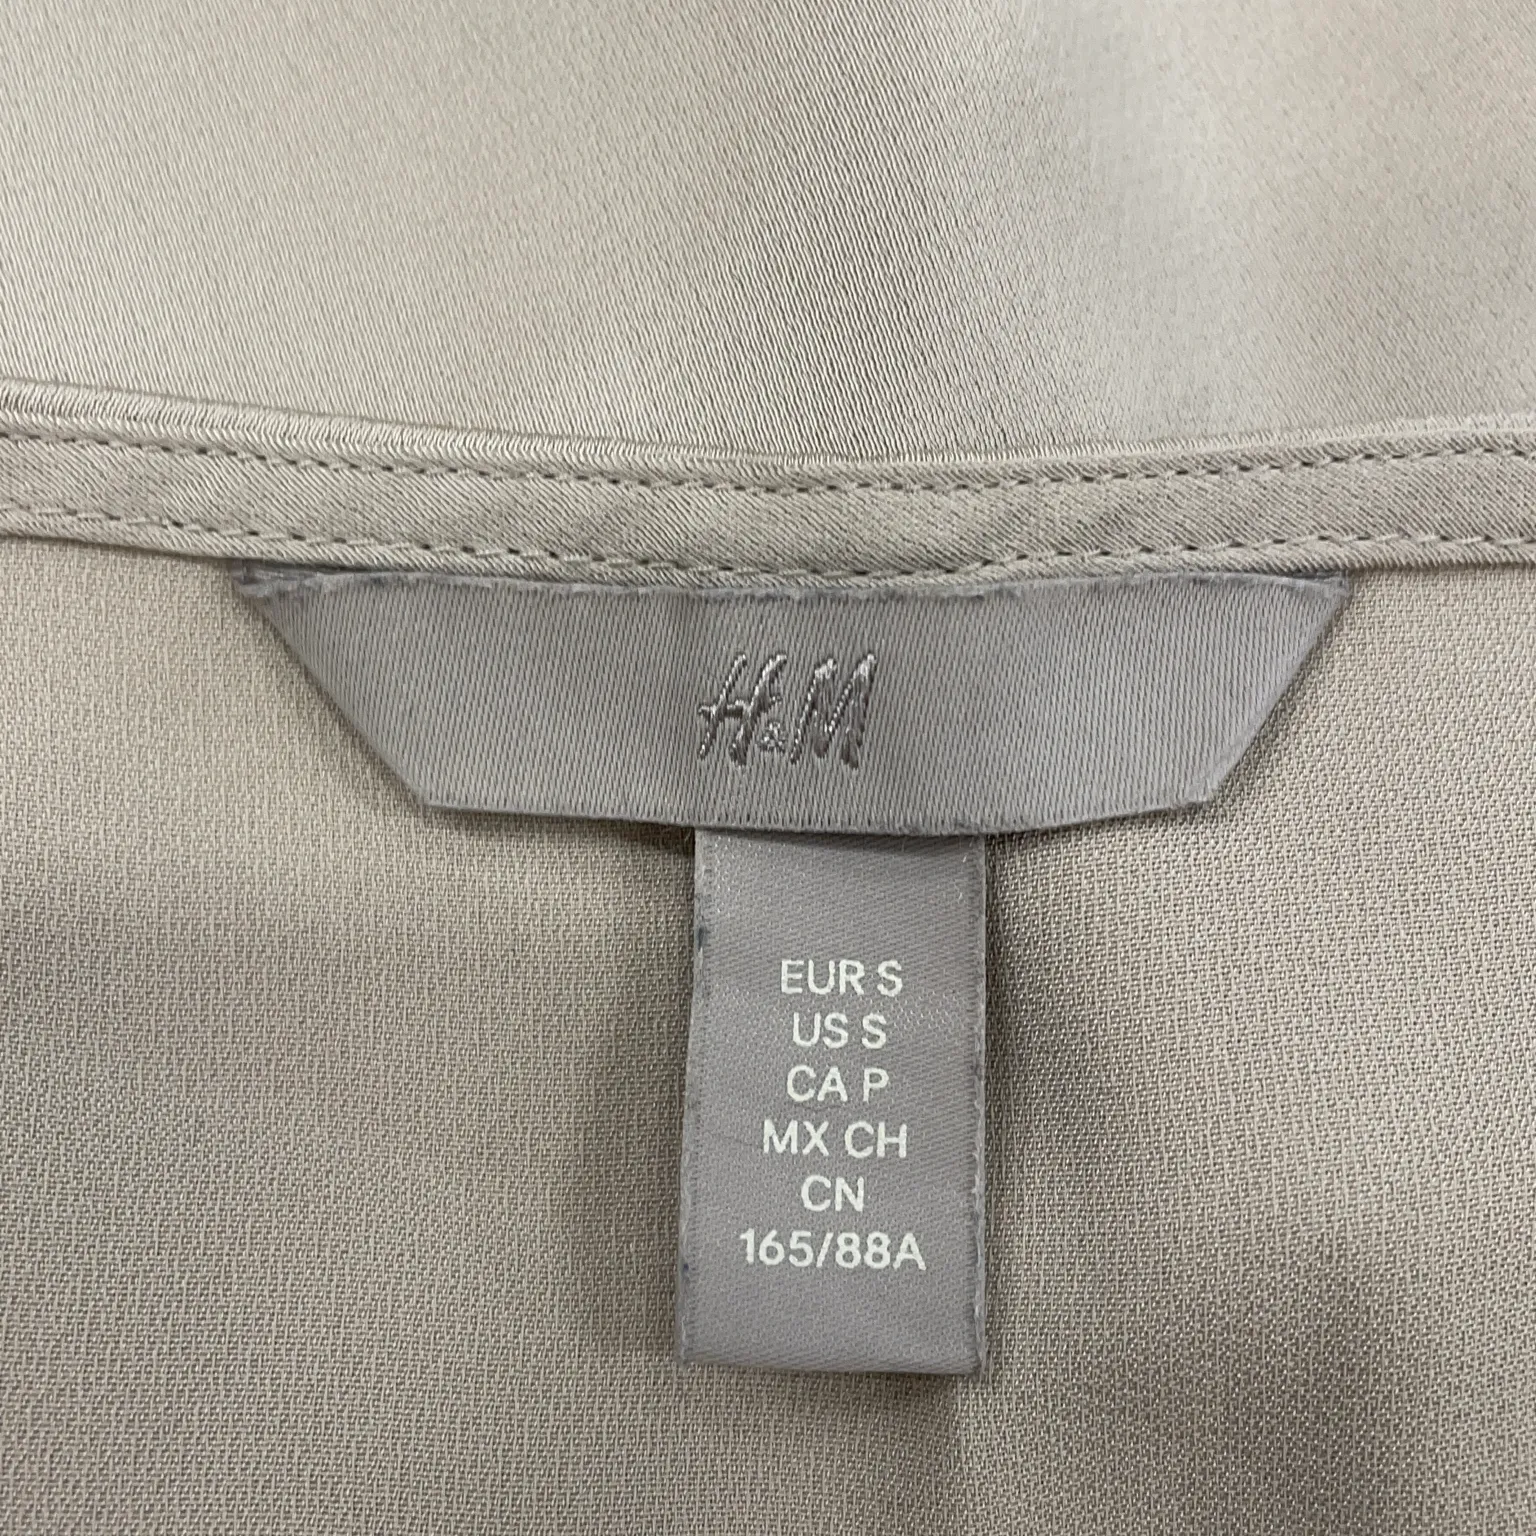 H&M
EUR S
US S
CA P
MX CH
CN
165/88A